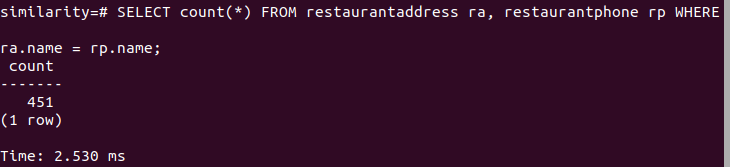 similarity=# SELECT count(*) FROM restaurantaddress ra, restaurantphone rp WHERE
ra.name = rp.name;
count
-------
451
(1 row)
Time: 2.530 ms